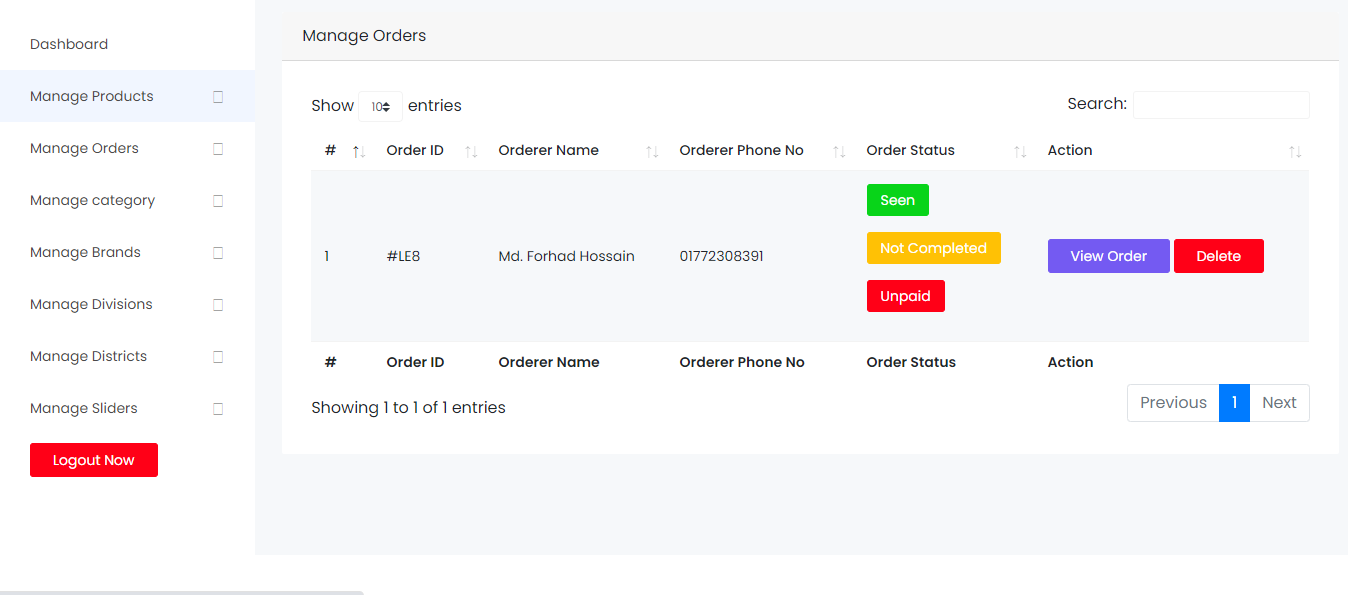 Dashboard
Manage Products
Manage Orders
Manage category
Manage Brands
Manage Divisions
Manage Districts
Manage Sliders
Logout Now
Manage Orders
Show 10 entries
Search:
# Order ID Orderer Name Orderer Phone No Order Status Action
1 #LE8 Md. Forhad Hossain 01772308391
Seen
Not Completed
Unpaid
View Order Delete
# Order ID Orderer Name Orderer Phone No Order Status Action
Showing 1 to 1 of 1 entries
Previous 1 Next